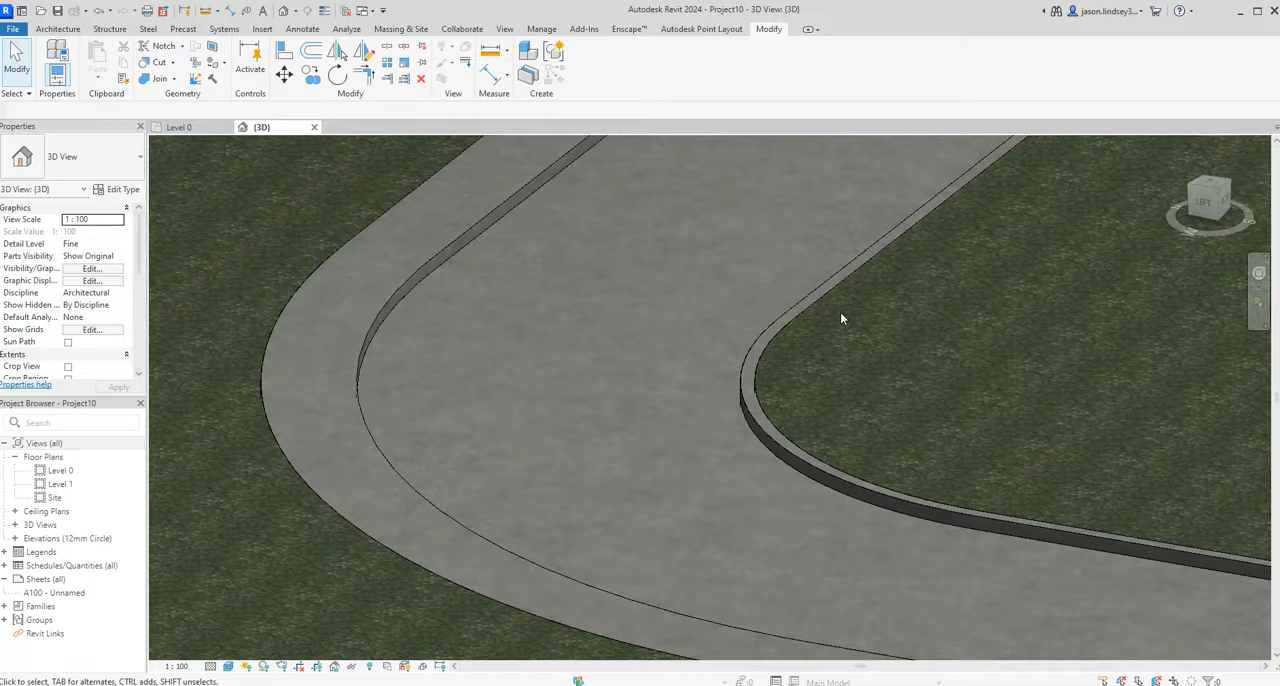 Autodesk Revit 2024 - Project10 - 3D View: {3D}
jason.lindsey3...
File Architecture Structure Steel Precast Systems Insert Annotate Analyze Massing & Site Collaborate View Manage Add-Ins Enscape™ Autodesk Point Layout Modify
Modify Paste Notch Cut Join Activate
Select Properties Clipboard Geometry Controls Modify View Measure Create
Properties
Level 0 {3D}
3D View
3D View: {3D} Edit Type
Graphics
View Scale 1 : 100
Scale Value 1: 100
Detail Level Fine
Parts Visibility Show Original
Visibility/Grap... Edit...
Graphic Displ... Edit...
Discipline Architectural
Show Hidden ... By Discipline
Default Analy... None
Show Grids Edit...
Sun Path
Extents
Crop View
Crop Region
Properties help Apply
Project Browser - Project10
Search
Views (all)
Floor Plans
Level 0
Level 1
Site
Ceiling Plans
3D Views
Elevations (12mm Circle)
Legends
Schedules/Quantities (all)
Sheets (all)
A100 - Unnamed
Families
Groups
Revit Links
LEFT
1 : 100
Click to select, TAB for alternates, CTRL adds, SHIFT unselects.
:0 Main Model :0